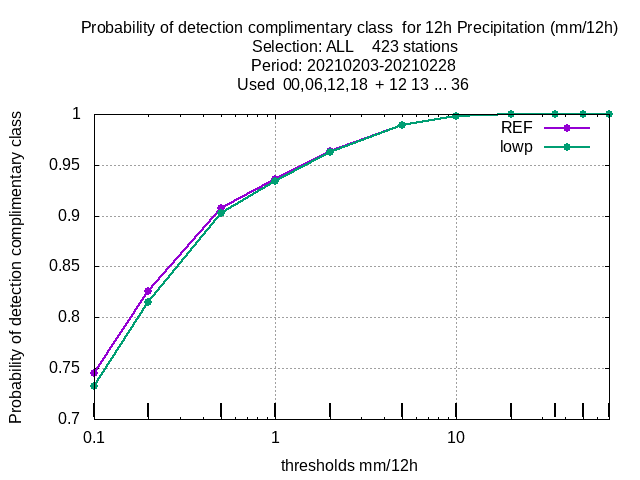 Probability of detection complimentary class  for 12h Precipitation (mm/12h)
Selection: ALL    423 stations
Period: 20210203-20210228
Used  00,06,12,18  + 12 13 ... 36
Probability of detection complimentary class
1
0.95
0.9
0.85
0.8
0.75
0.7
REF
lowp
0.1
1
10
thresholds mm/12h